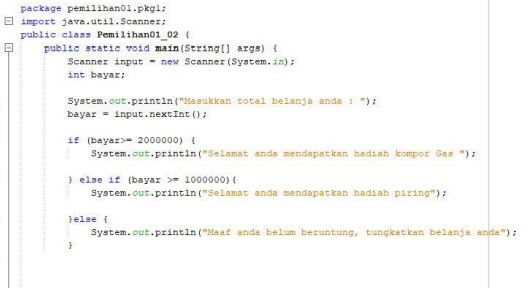 package pemilihan01.pkg1;
import java.util.Scanner;
public class Pemilihan01_02 {
public static void main(String[] args) {
Scanner input = new Scanner(System.in);
int bayar;
System.out.println("Masukkan total belanja anda : ");
bayar = input.nextInt();
if (bayar>= 2000000) {
System.out.println("Selamat anda mendapatkan hadiah kompor Gas ");
} else if (bayar >= 1000000){
System.out.println("Selamat anda mendapatkan hadiah piring");
}else {
System.out.println("Maaf anda belum beruntung, tungkatkan belanja anda");
}